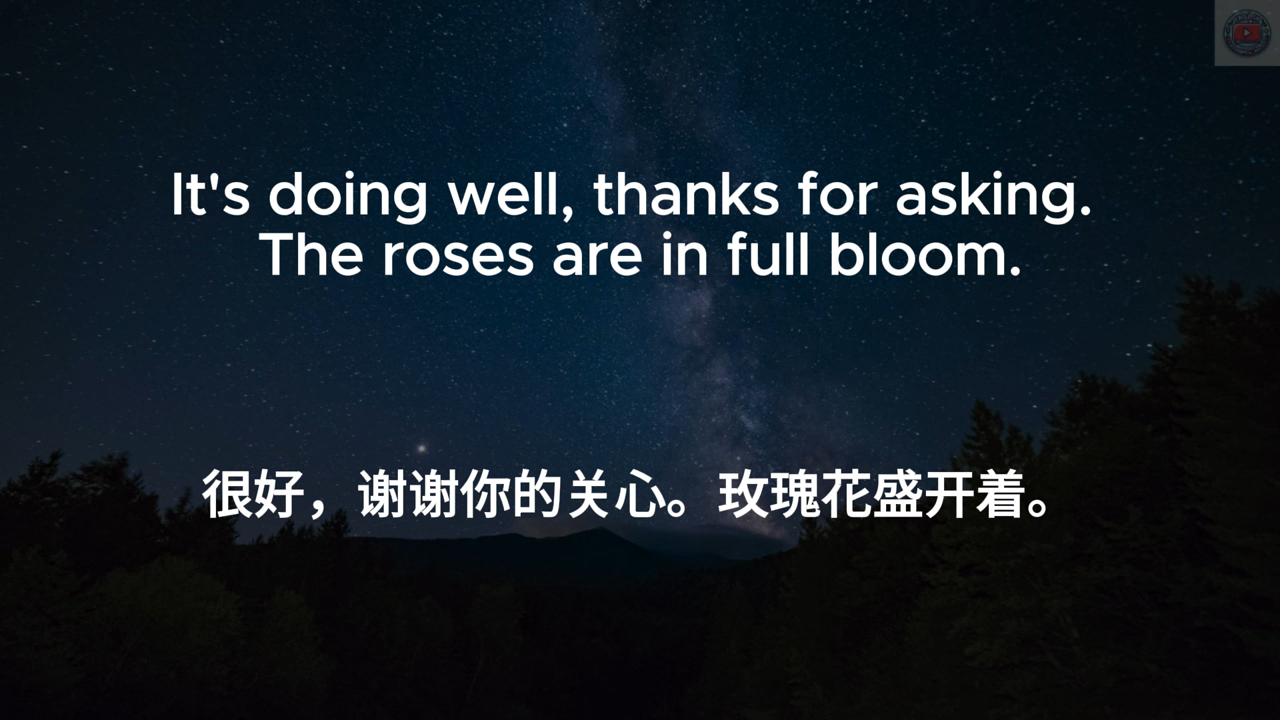 It's doing well, thanks for asking.
The roses are in full bloom.
很好，谢谢你的关心。玫瑰花盛开着。